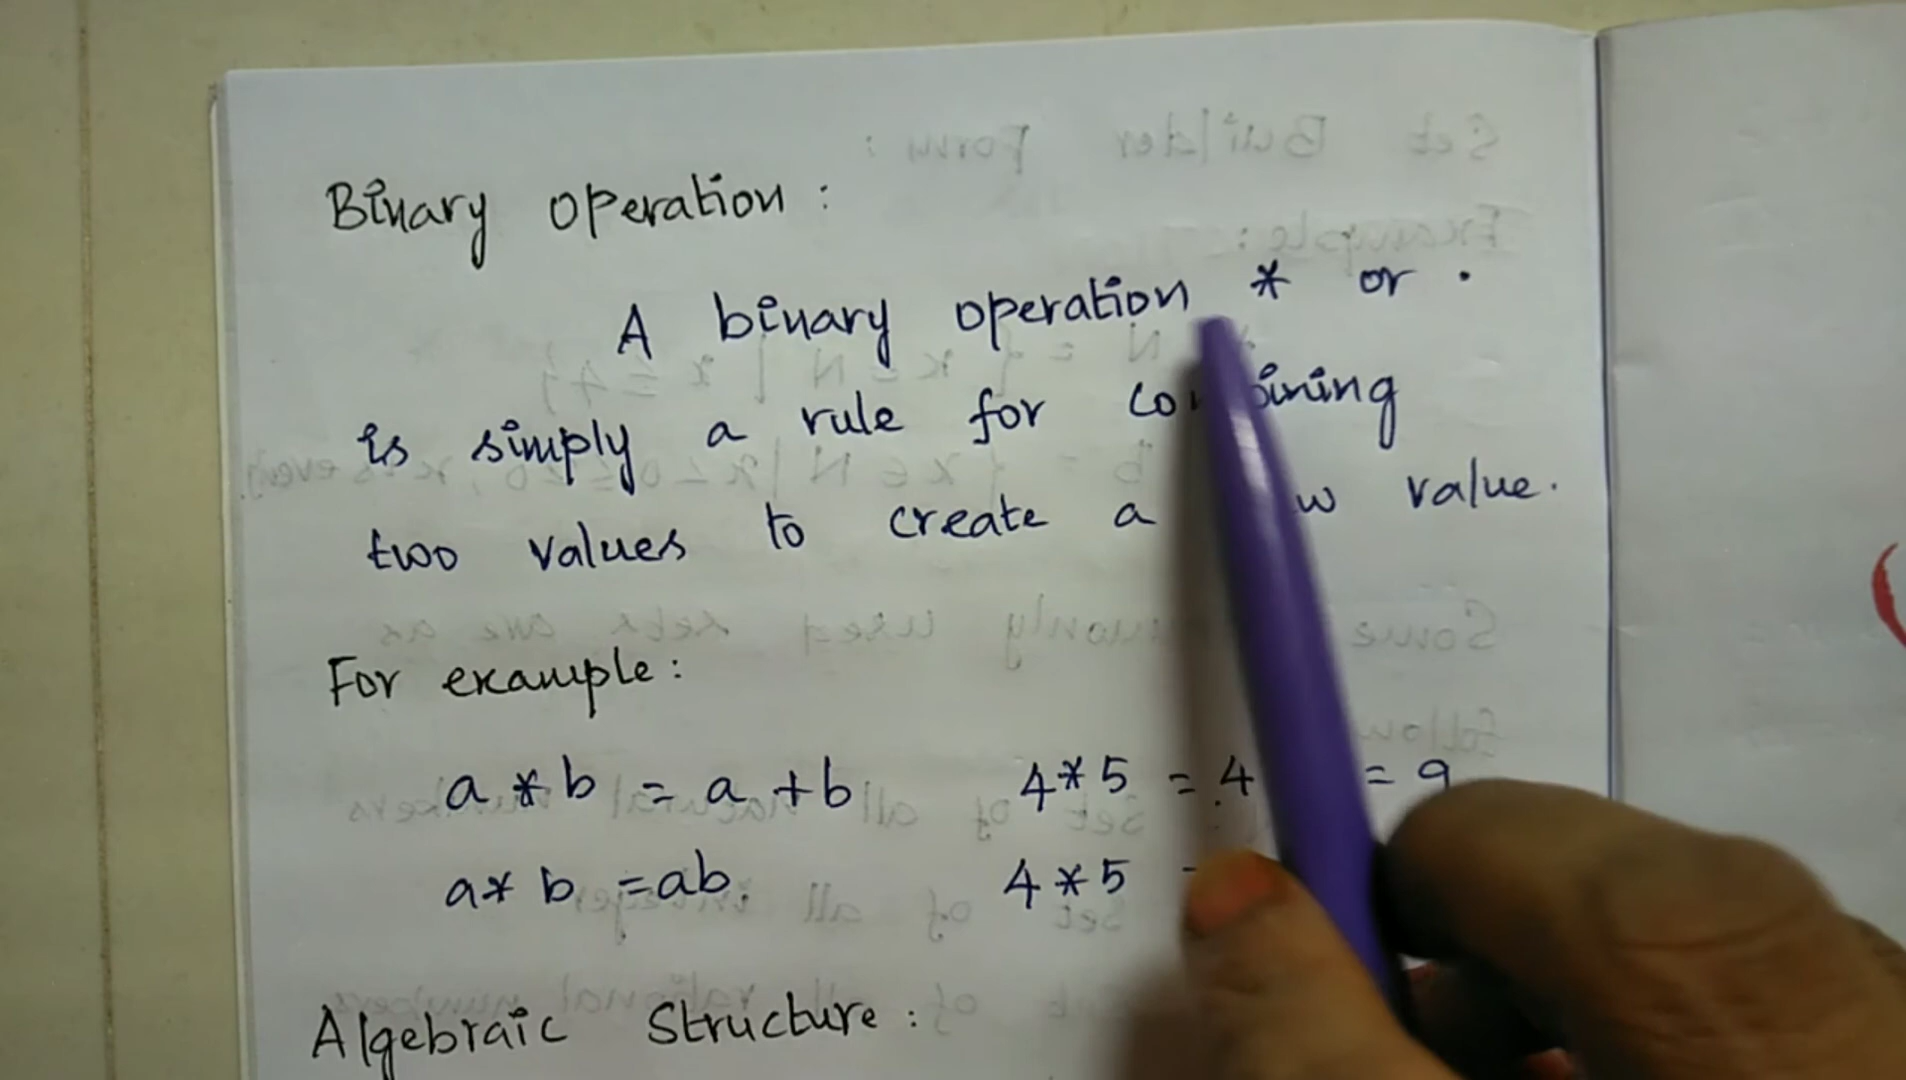 Binary operation :
A binary operation * or .
is simply a rule for combining
two values to create a value.
For example :
a * b = a + b 4 * 5 = 4 = 9
a * b = ab. 4 * 5 =
Algebraic Structure :